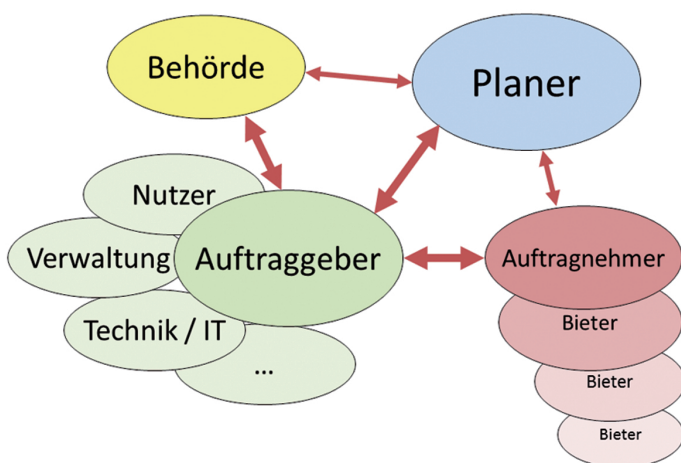 Behörde
Planer
Nutzer
Verwaltung
Auftraggeber
Auftragnehmer
Technik / IT
...
Bieter
Bieter
Bieter